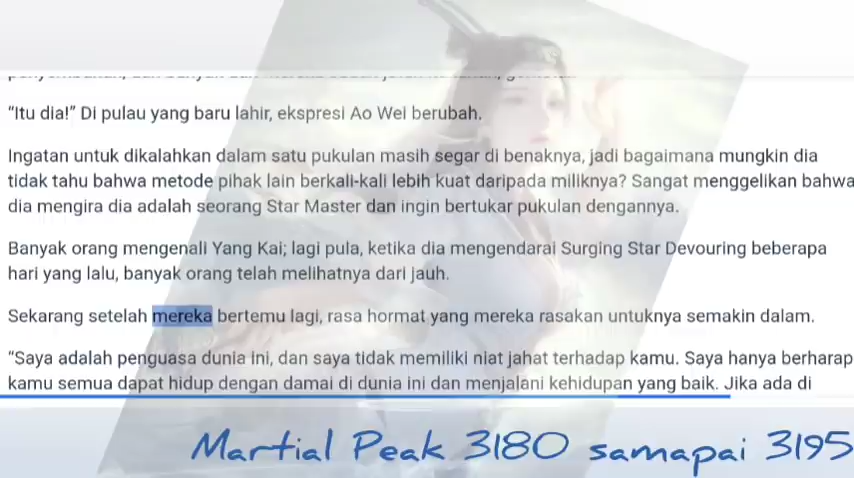 “Itu dia!” Di pulau yang baru lahir, ekspresi Ao Wei berubah.
Ingatan untuk dikalahkan dalam satu pukulan masih segar di benaknya, jadi bagaimana mungkin dia
tidak tahu bahwa metode pihak lain berkali-kali lebih kuat daripada miliknya? Sangat menggelikan bahwa
dia mengira dia adalah seorang Star Master dan ingin bertukar pukulan dengannya.
Banyak orang mengenali Yang Kai; lagi pula, ketika dia mengendarai Surging Star Devouring beberapa
hari yang lalu, banyak orang telah melihatnya dari jauh.
Sekarang setelah mereka bertemu lagi, rasa hormat yang mereka rasakan untuknya semakin dalam.
“Saya adalah penguasa dunia ini, dan saya tidak memiliki niat jahat terhadap kamu. Saya hanya berharap
kamu semua dapat hidup dengan damai di dunia ini dan menjalani kehidupan yang baik. Jika ada di
Martial Peak 3180 samapai 3195